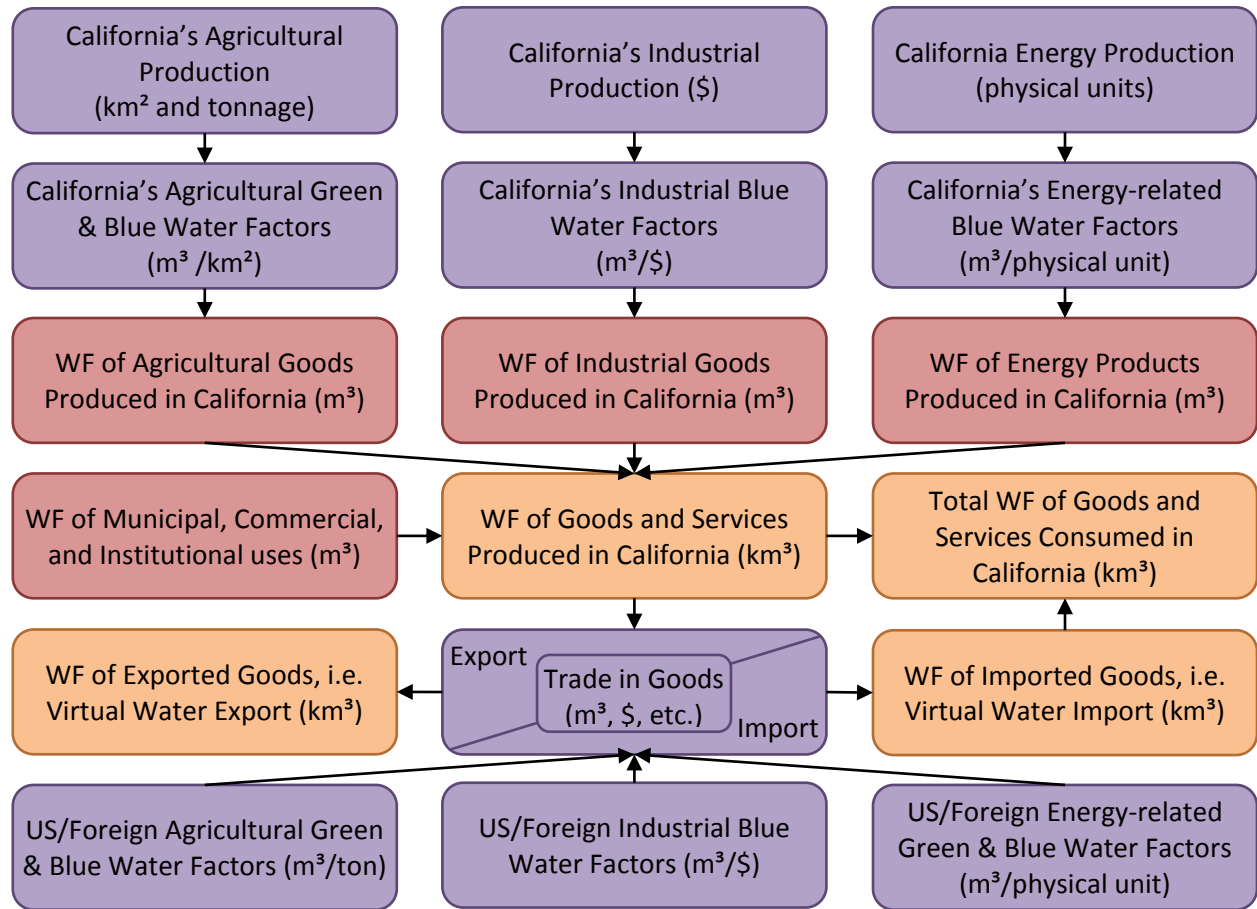 California’s Agricultural
Production
(km² and tonnage)
California’s Industrial
Production ($)
California Energy Production
(physical units)
California’s Agricultural Green
& Blue Water Factors
(m³ /km²)
California’s Industrial Blue
Water Factors
(m³/$)
California’s Energy-related
Blue Water Factors
(m³/physical unit)
WF of Agricultural Goods
Produced in California (m³)
WF of Industrial Goods
Produced in California (m³)
WF of Energy Products
Produced in California (m³)
WF of Municipal, Commercial,
and Institutional uses (m³)
WF of Goods and Services
Produced in California (km³)
Total WF of Goods and
Services Consumed in
California (km³)
WF of Exported Goods, i.e.
Virtual Water Export (km³)
Export
Trade in Goods
(m³, $, etc.)
Import
WF of Imported Goods, i.e.
Virtual Water Import (km³)
US/Foreign Agricultural Green
& Blue Water Factors (m³/ton)
US/Foreign Industrial Blue
Water Factors (m³/$)
US/Foreign Energy-related
Green & Blue Water Factors
(m³/physical unit)